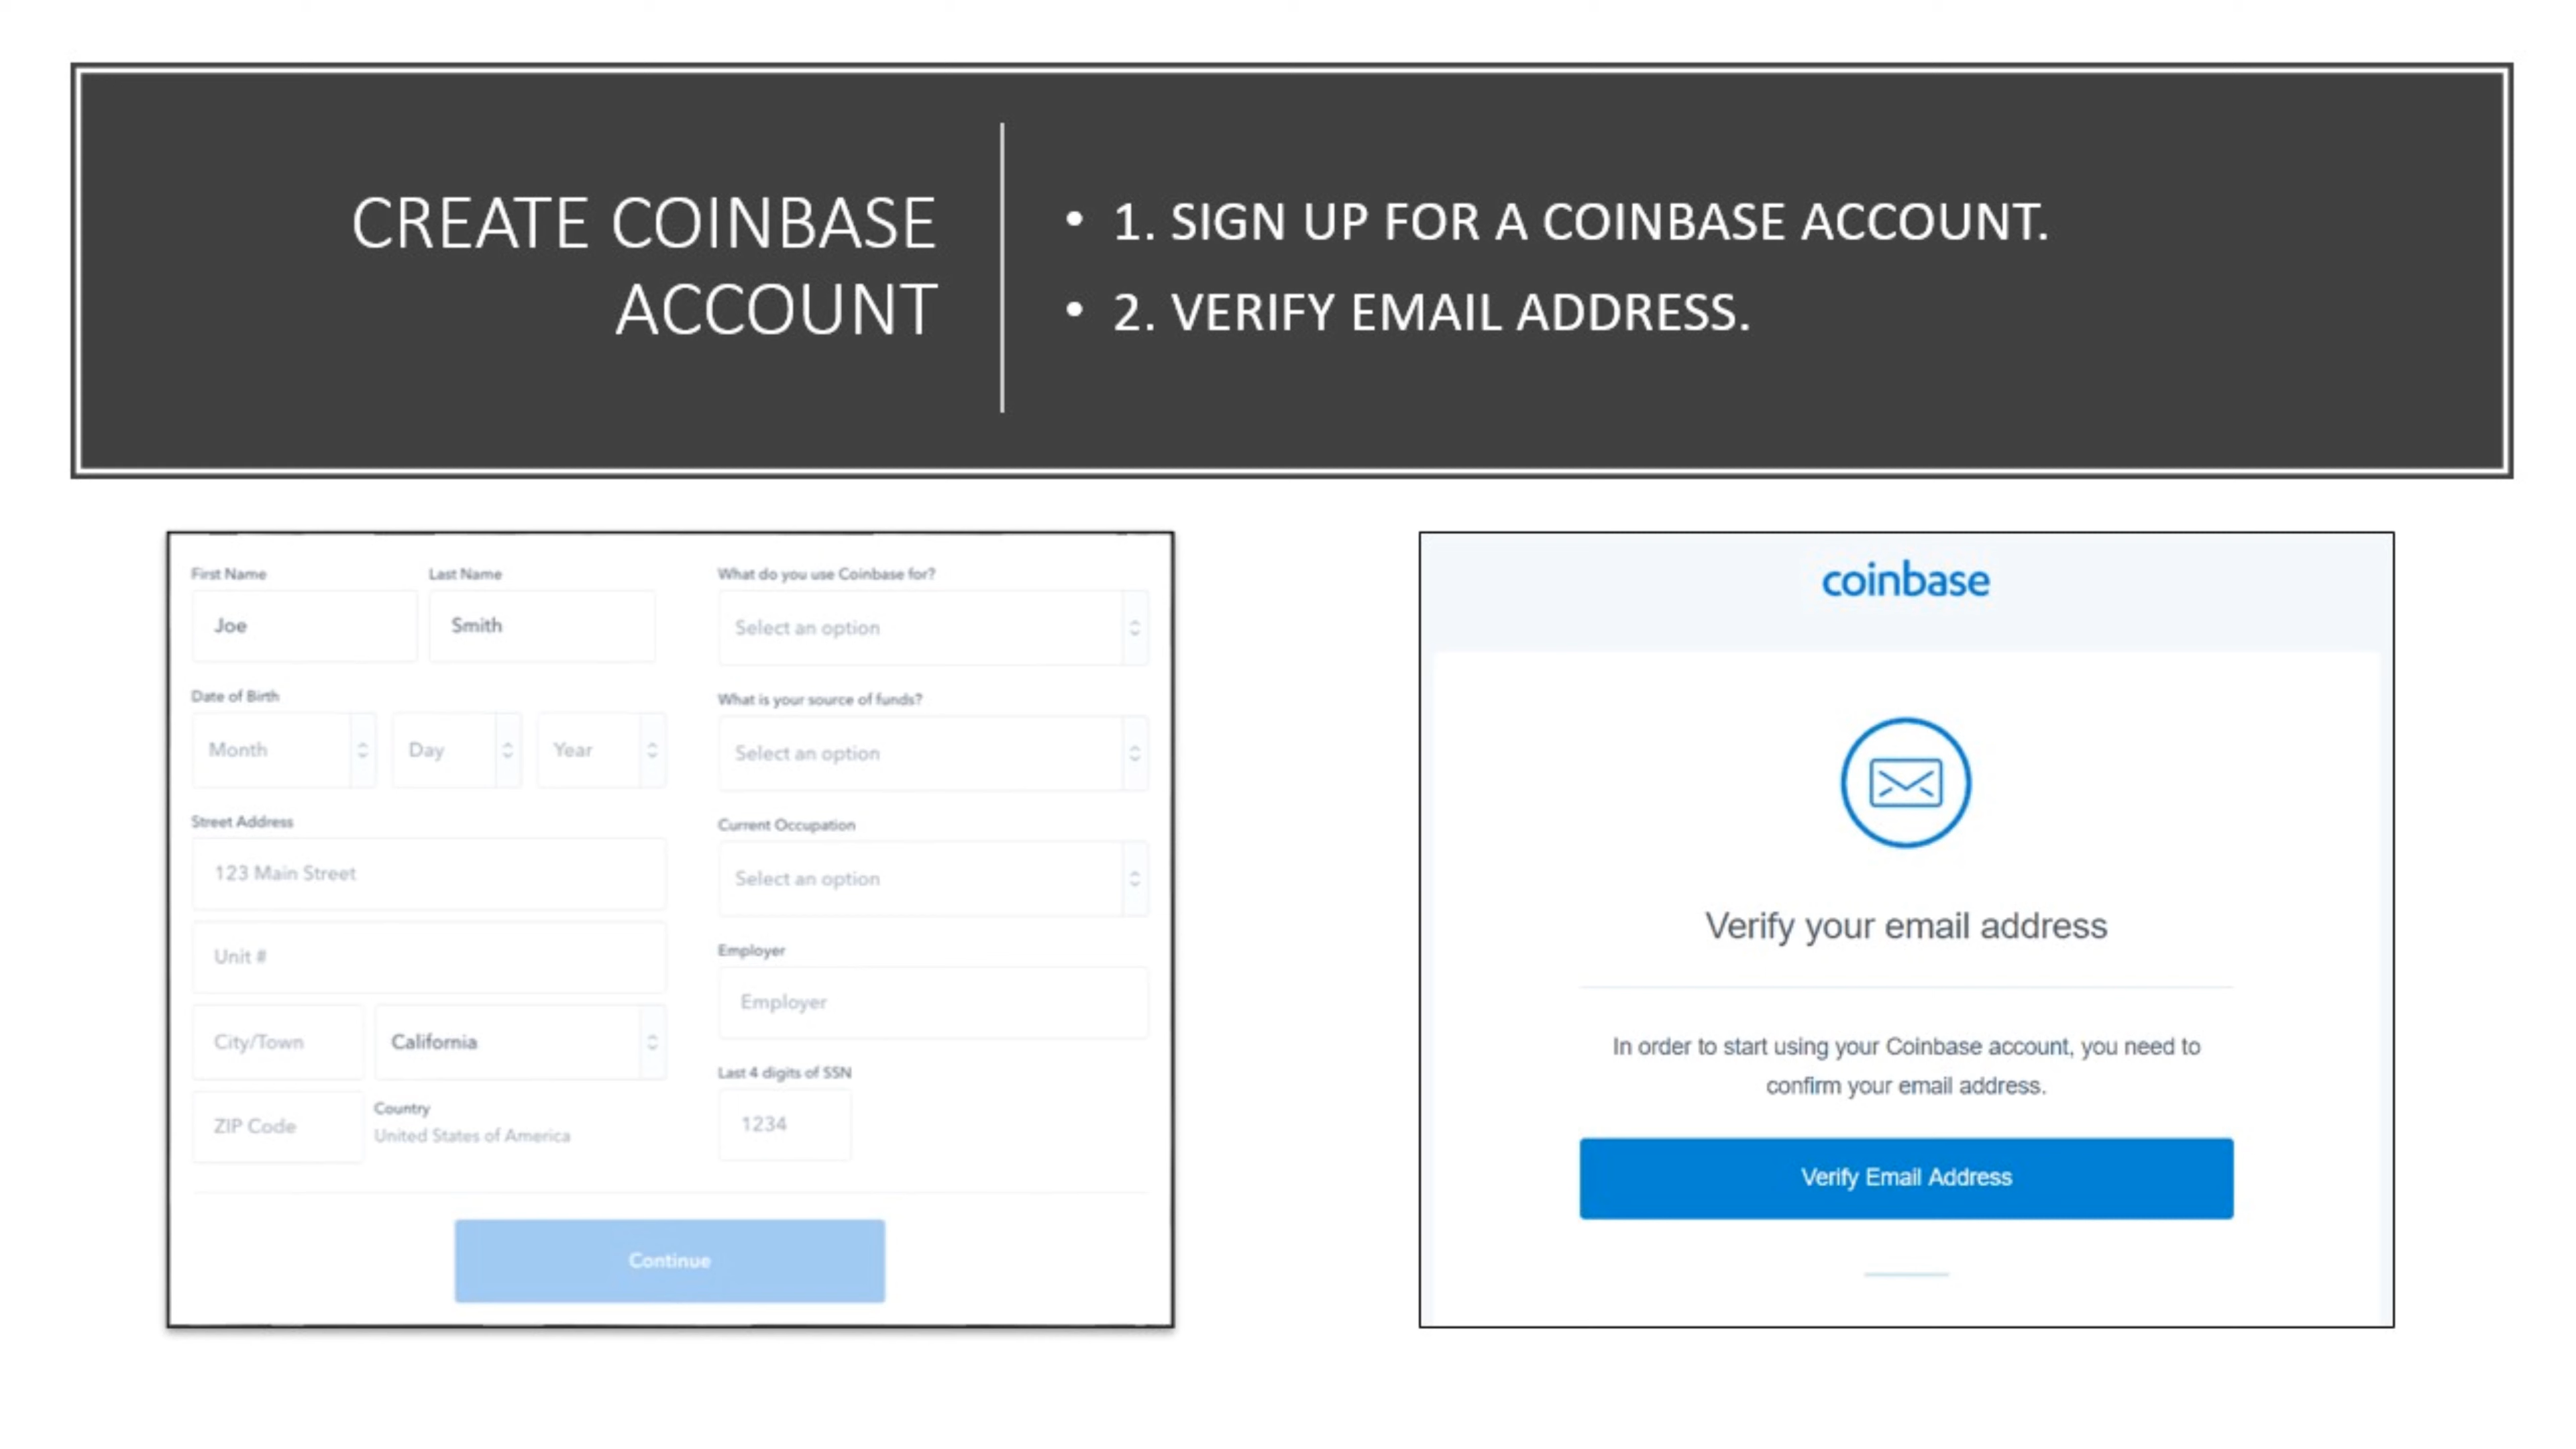 CREATE COINBASE
ACCOUNT
• 1. SIGN UP FOR A COINBASE ACCOUNT.
• 2. VERIFY EMAIL ADDRESS.
First Name
Last Name
Joe
Smith
Date of Birth
Month
Day
Year
Street Address
123 Main Street
Unit #
City/Town
California
ZIP Code
Country
United States of America
What do you use Coinbase for?
Select an option
What is your source of funds?
Select an option
Current Occupation
Select an option
Employer
Employer
Last 4 digits of SSN
1234
Continue
coinbase
Verify your email address
In order to start using your Coinbase account, you need to
confirm your email address.
Verify Email Address